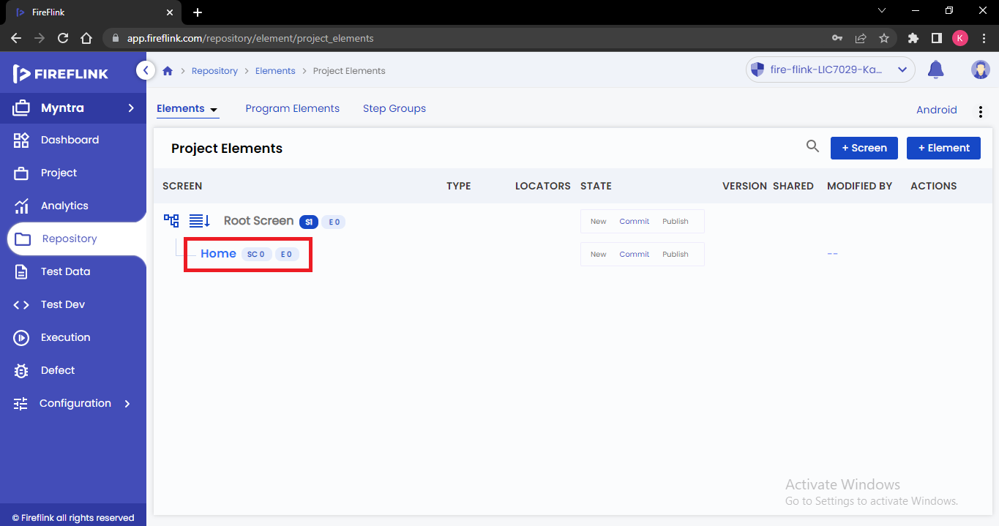 FireFlink
app.fireflink.com/repository/element/project_elements
K
FIREFLINK
Repository
Elements
Project Elements
fire-flink-LIC7029-Ka...
Myntra
Dashboard
Project
Analytics
Repository
Test Data
Test Dev
Execution
Defect
Configuration
© Fireflink all rights reserved
Elements Program Elements Step Groups Android
Project Elements + Screen + Element
SCREEN TYPE LOCATORS STATE VERSION SHARED MODIFIED BY ACTIONS
Root Screen S1 E 0 New Commit Publish
Home SC 0 E 0 New Commit Publish --
Activate Windows
Go to Settings to activate Windows.